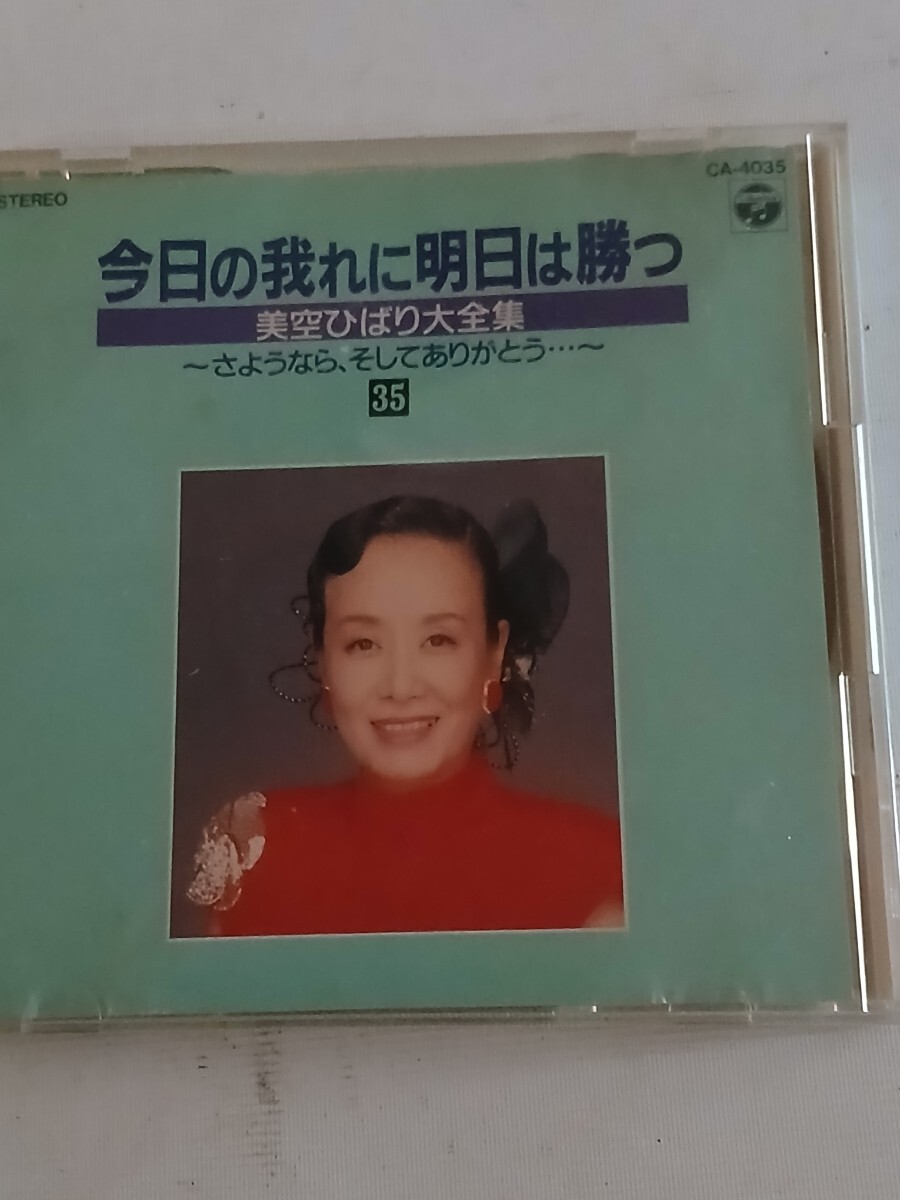 STEREO
CA-4035
今日の我れに明日は勝つ
美空ひばり大全集
～さようなら、そしてありがとう…～
35